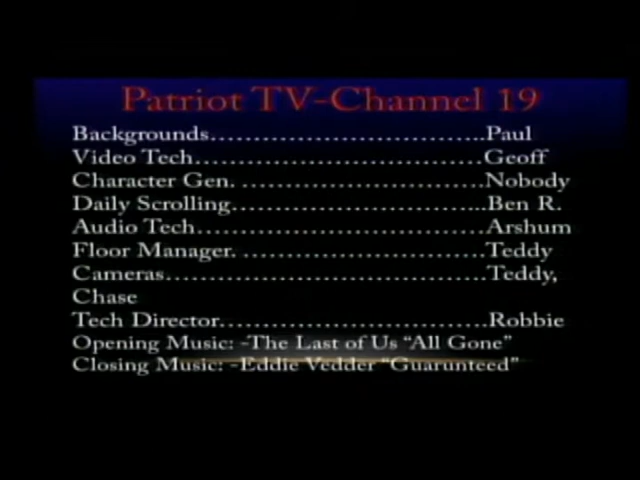 Patriot TV-Channel 19
Backgrounds................................Paul
Video Tech.................................Geoff
Character Gen. ............................Nobody
Daily Scrolling.............................Ben R.
Audio Tech.................................Arshum
Floor Manager. ............................Teddy
Cameras.....................................Teddy,
Chase
Tech Director...............................Robbie
Opening Music: -The Last of Us "All Gone"
Closing Music: -Eddie Vedder "Guarunteed"